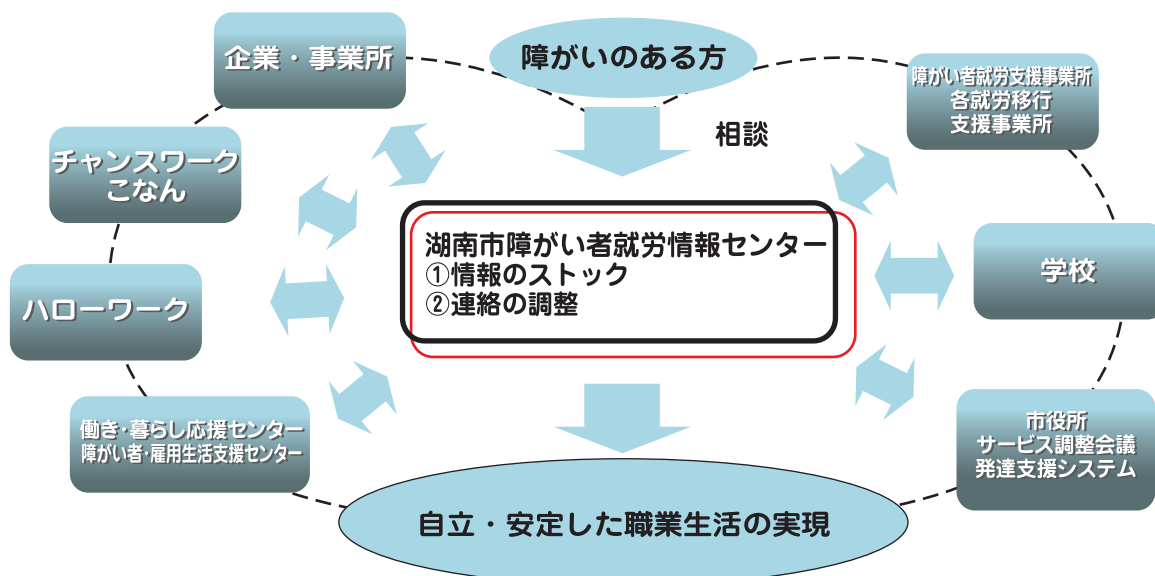 企業・事業所
障がいのある方
障がい者就労支援事業所
各就労移行
支援事業所
相談
チャンスワーク
こなん
湖南市障がい者就労情報センター
①情報のストック
②連絡の調整
学校
ハローワーク
働き・暮らし応援センター
障がい者・雇用生活支援センター
市役所
サービス調整会議
発達支援システム
自立・安定した職業生活の実現